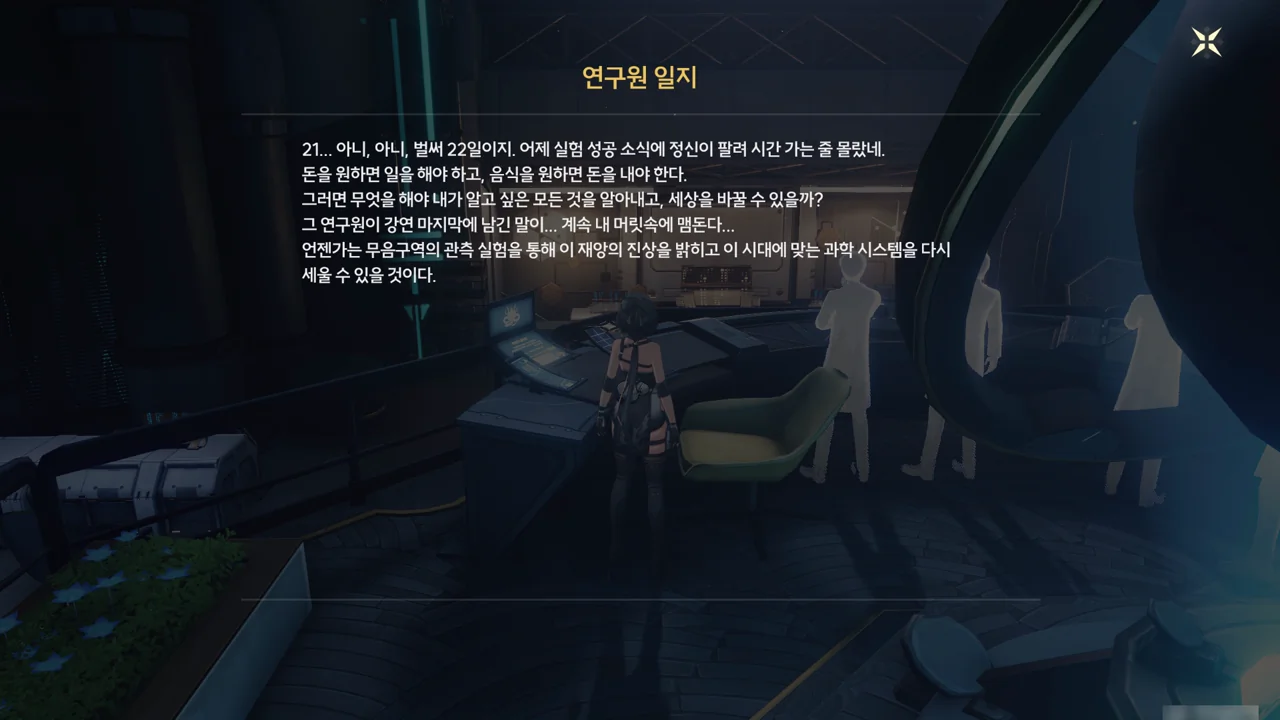 연구원 일지
21... 아니, 아니, 벌써 22일이지. 어제 실험 성공 소식에 정신이 팔려 시간 가는 줄 몰랐네.
돈을 원하면 일을 해야 하고, 음식을 원하면 돈을 내야 한다.
그러면 무엇을 해야 내가 알고 싶은 모든 것을 알아내고, 세상을 바꿀 수 있을까?
그 연구원이 강연 마지막에 남긴 말이... 계속 내 머릿속에 맴돈다...
언젠가는 무음구역의 관측 실험을 통해 이 재앙의 진상을 밝히고 이 시대에 맞는 과학 시스템을 다시
세울 수 있을 것이다.